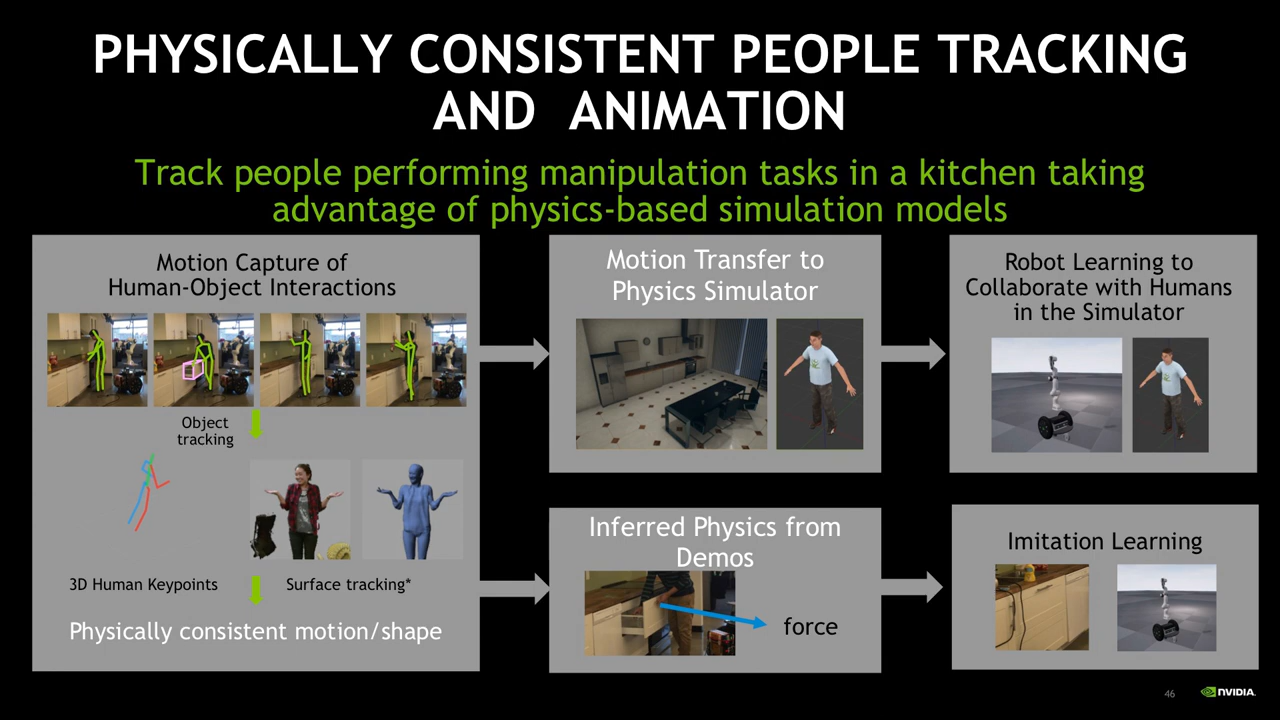 PHYSICALLY CONSISTENT PEOPLE TRACKING
AND ANIMATION
Track people performing manipulation tasks in a kitchen taking
advantage of physics-based simulation models
Motion Capture of
Human-Object Interactions
Object
tracking
3D Human Keypoints
Surface tracking*
Physically consistent motion/shape
Motion Transfer to
Physics Simulator
Inferred Physics from
Demos
force
Robot Learning to
Collaborate with Humans
in the Simulator
Imitation Learning
46
NVIDIA.